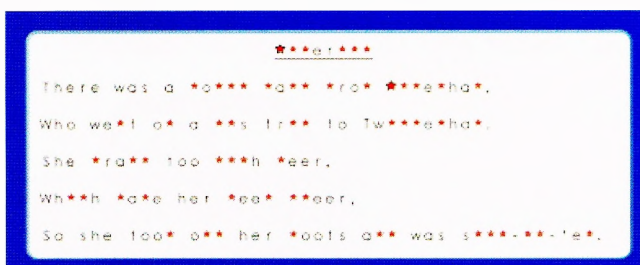 ★**er***
There was a *o*** *a** *ro* ★**e*ha*,
Who we*t o* a **s tr** to Tw***e*ha*.
She *ra** too ***h *eer,
Wh**h *a*e her *ee* **eer,
So she too* o** her *oots a** was s***-**-'e*.